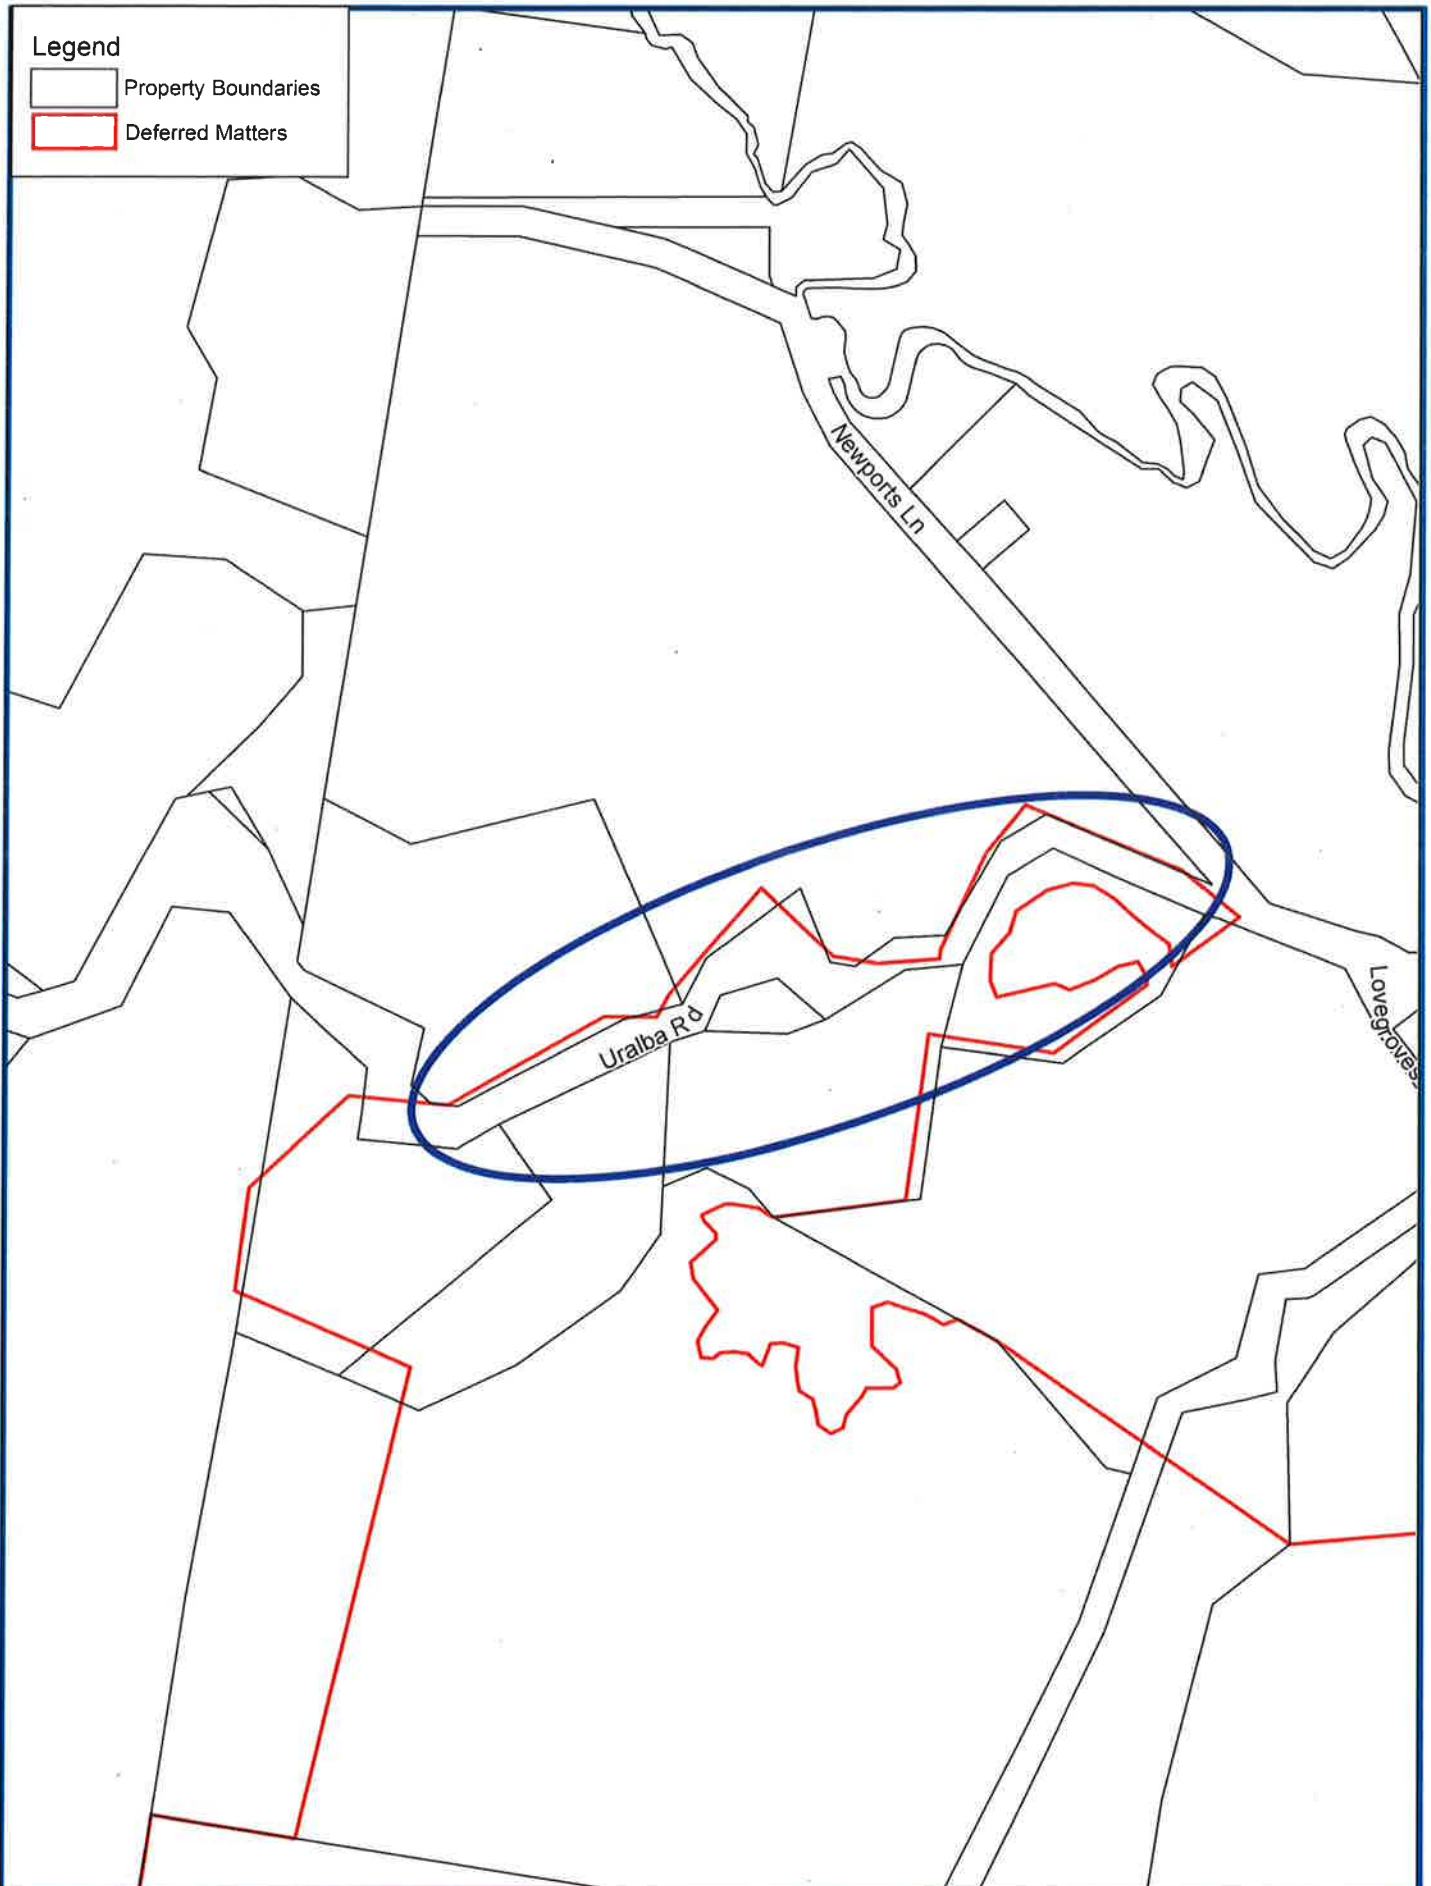 Legend
Property Boundaries
Deferred Matters
Newports Ln
Uralba Rd
Lovegroves